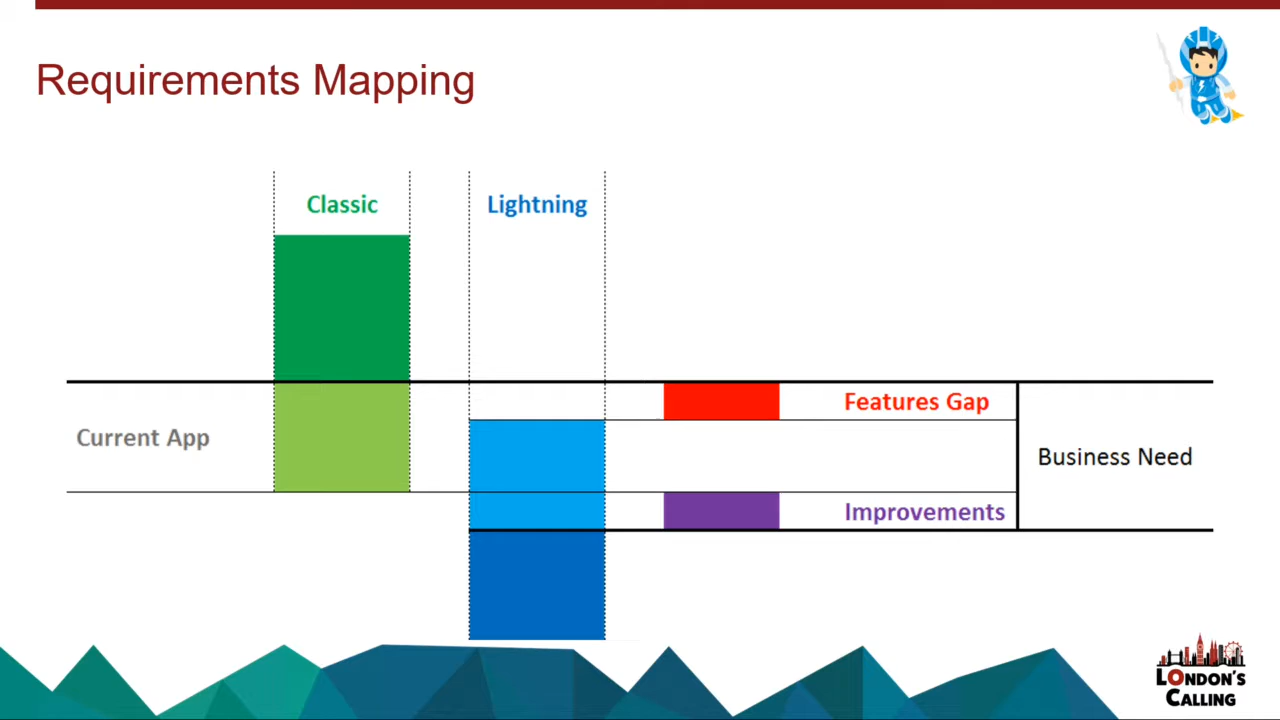 Requirements Mapping
Classic
Lightning
Features Gap
Current App
Business Need
Improvements
LONDON'S
CALLING